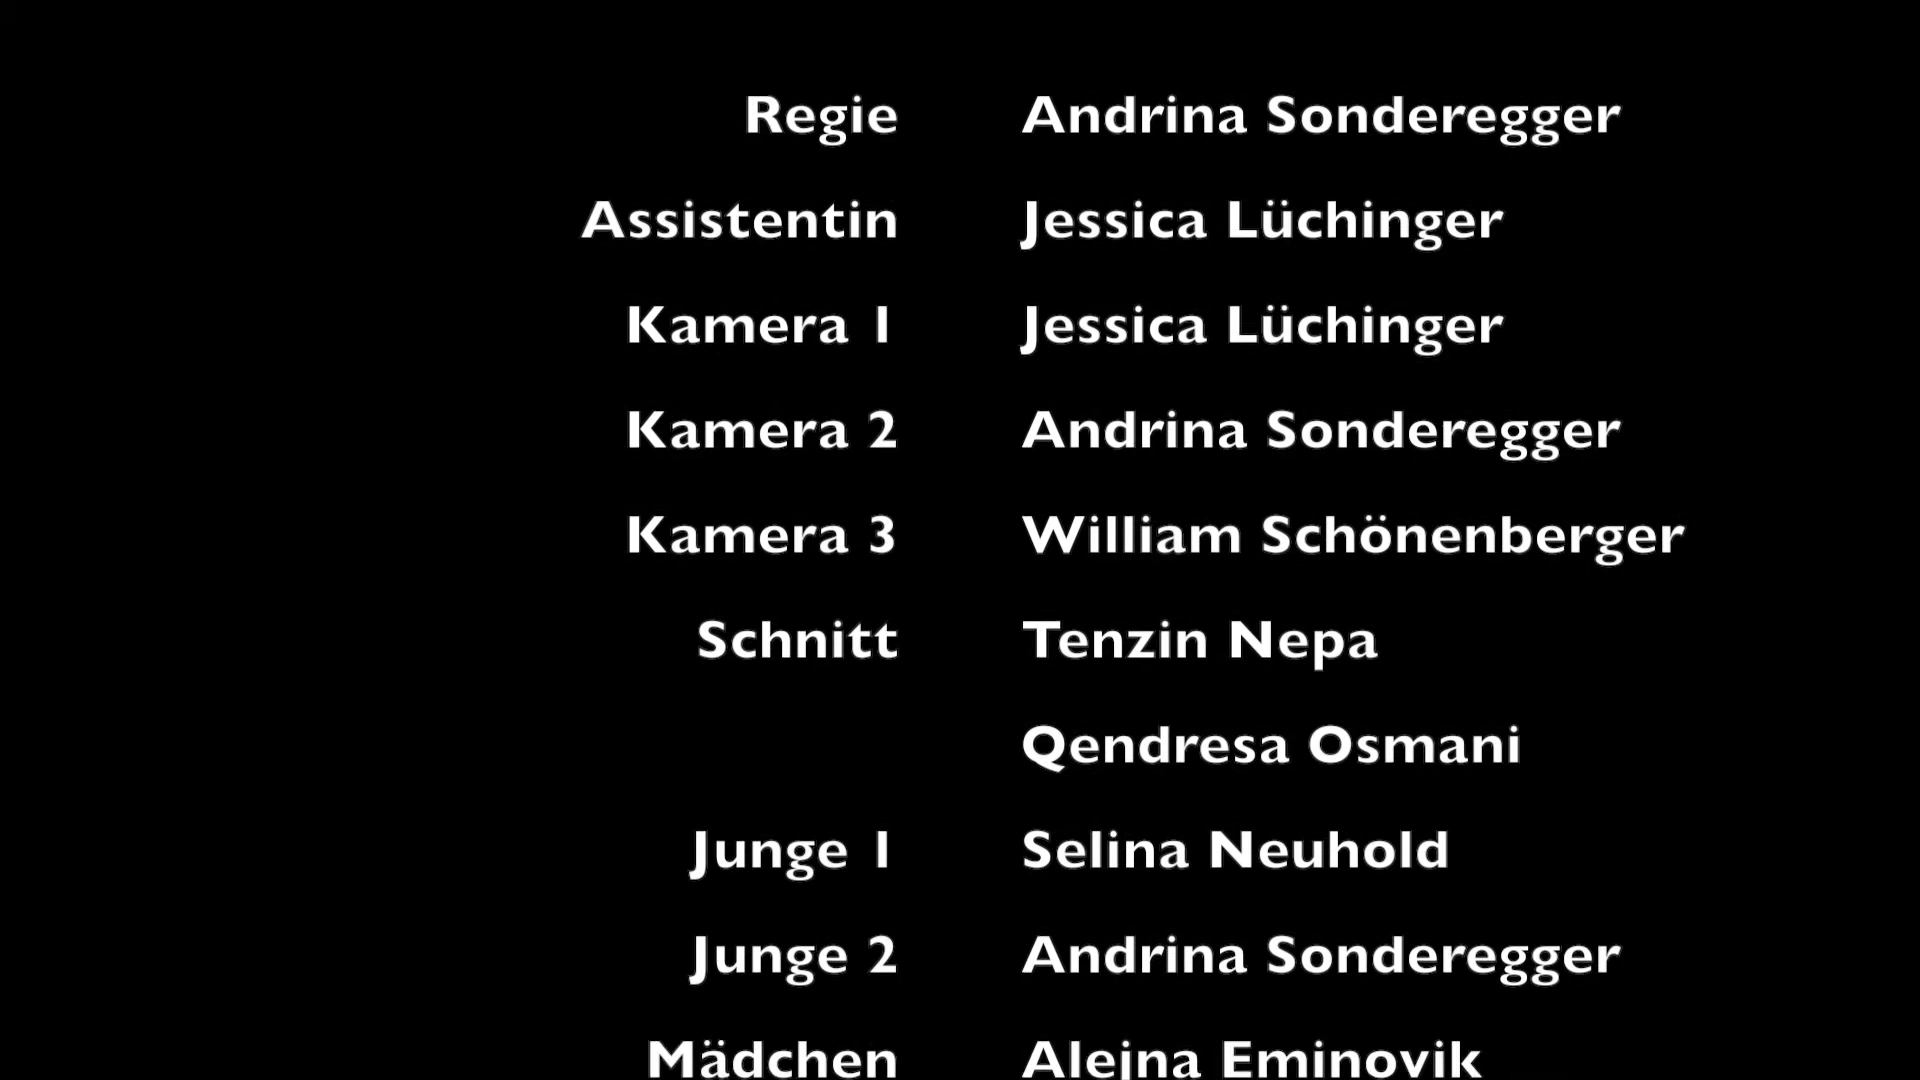 Regie Andrina Sonderegger
Assistentin Jessica Lüchinger
Kamera 1 Jessica Lüchinger
Kamera 2 Andrina Sonderegger
Kamera 3 William Schönenberger
Schnitt Tenzin Nepa
Qendresa Osmani
Junge 1 Selina Neuhold
Junge 2 Andrina Sonderegger
Mädchen Alejna Eminovik